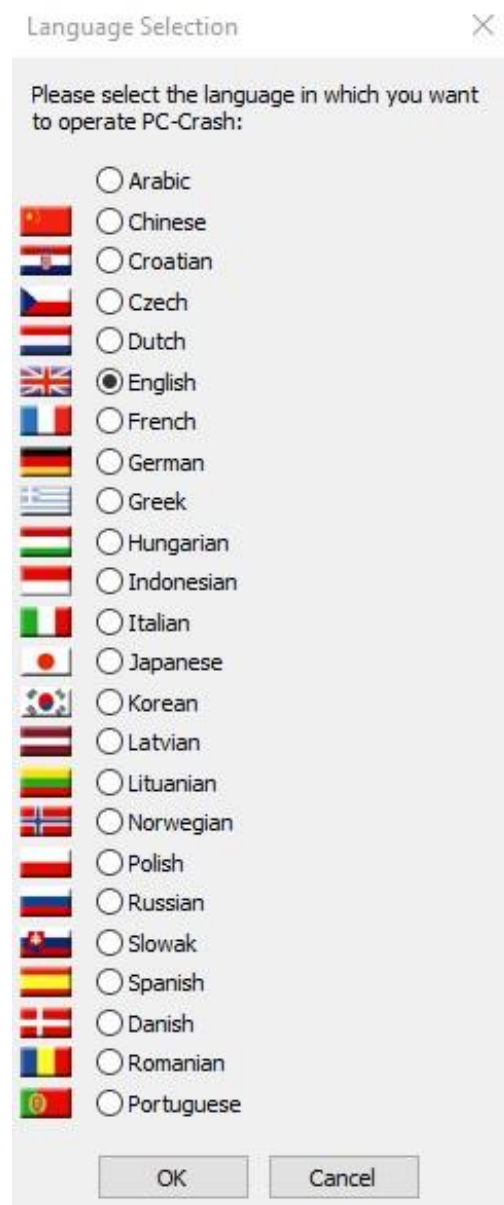 Language Selection
Please select the language in which you want
to operate PC-Crash:
Arabic
Chinese
Croatian
Czech
Dutch
English
French
German
Greek
Hungarian
Indonesian
Italian
Japanese
Korean
Latvian
Lituanian
Norwegian
Polish
Russian
Slowak
Spanish
Danish
Romanian
Portuguese
OK Cancel